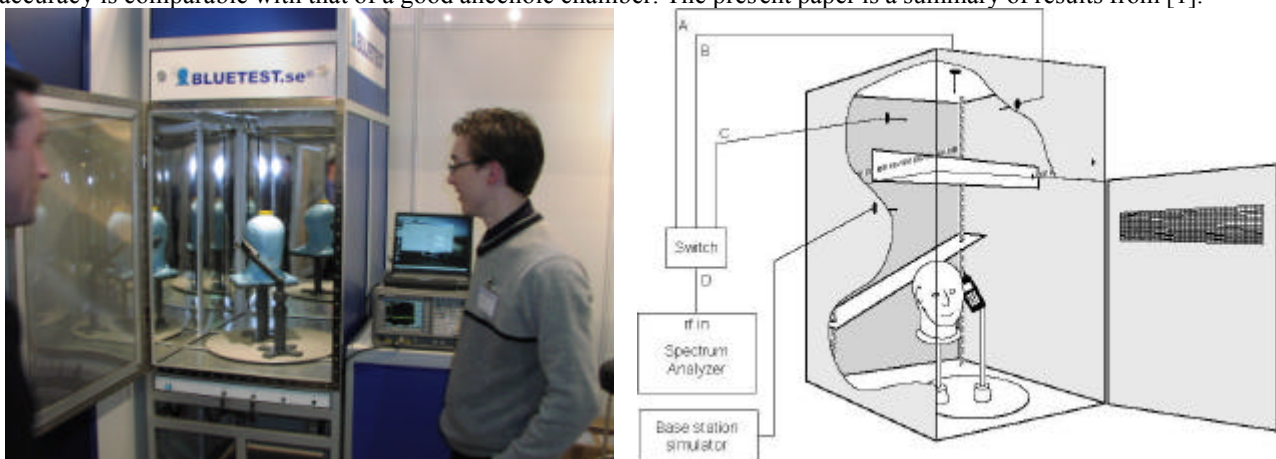 accuracy is comparable with that of a good anechoic chamber. The present paper is a summary of results from [1].
BLUETEST.se
A
B
C
Switch
D
rf in
Spectrum
Analyzer
Base station
simulator